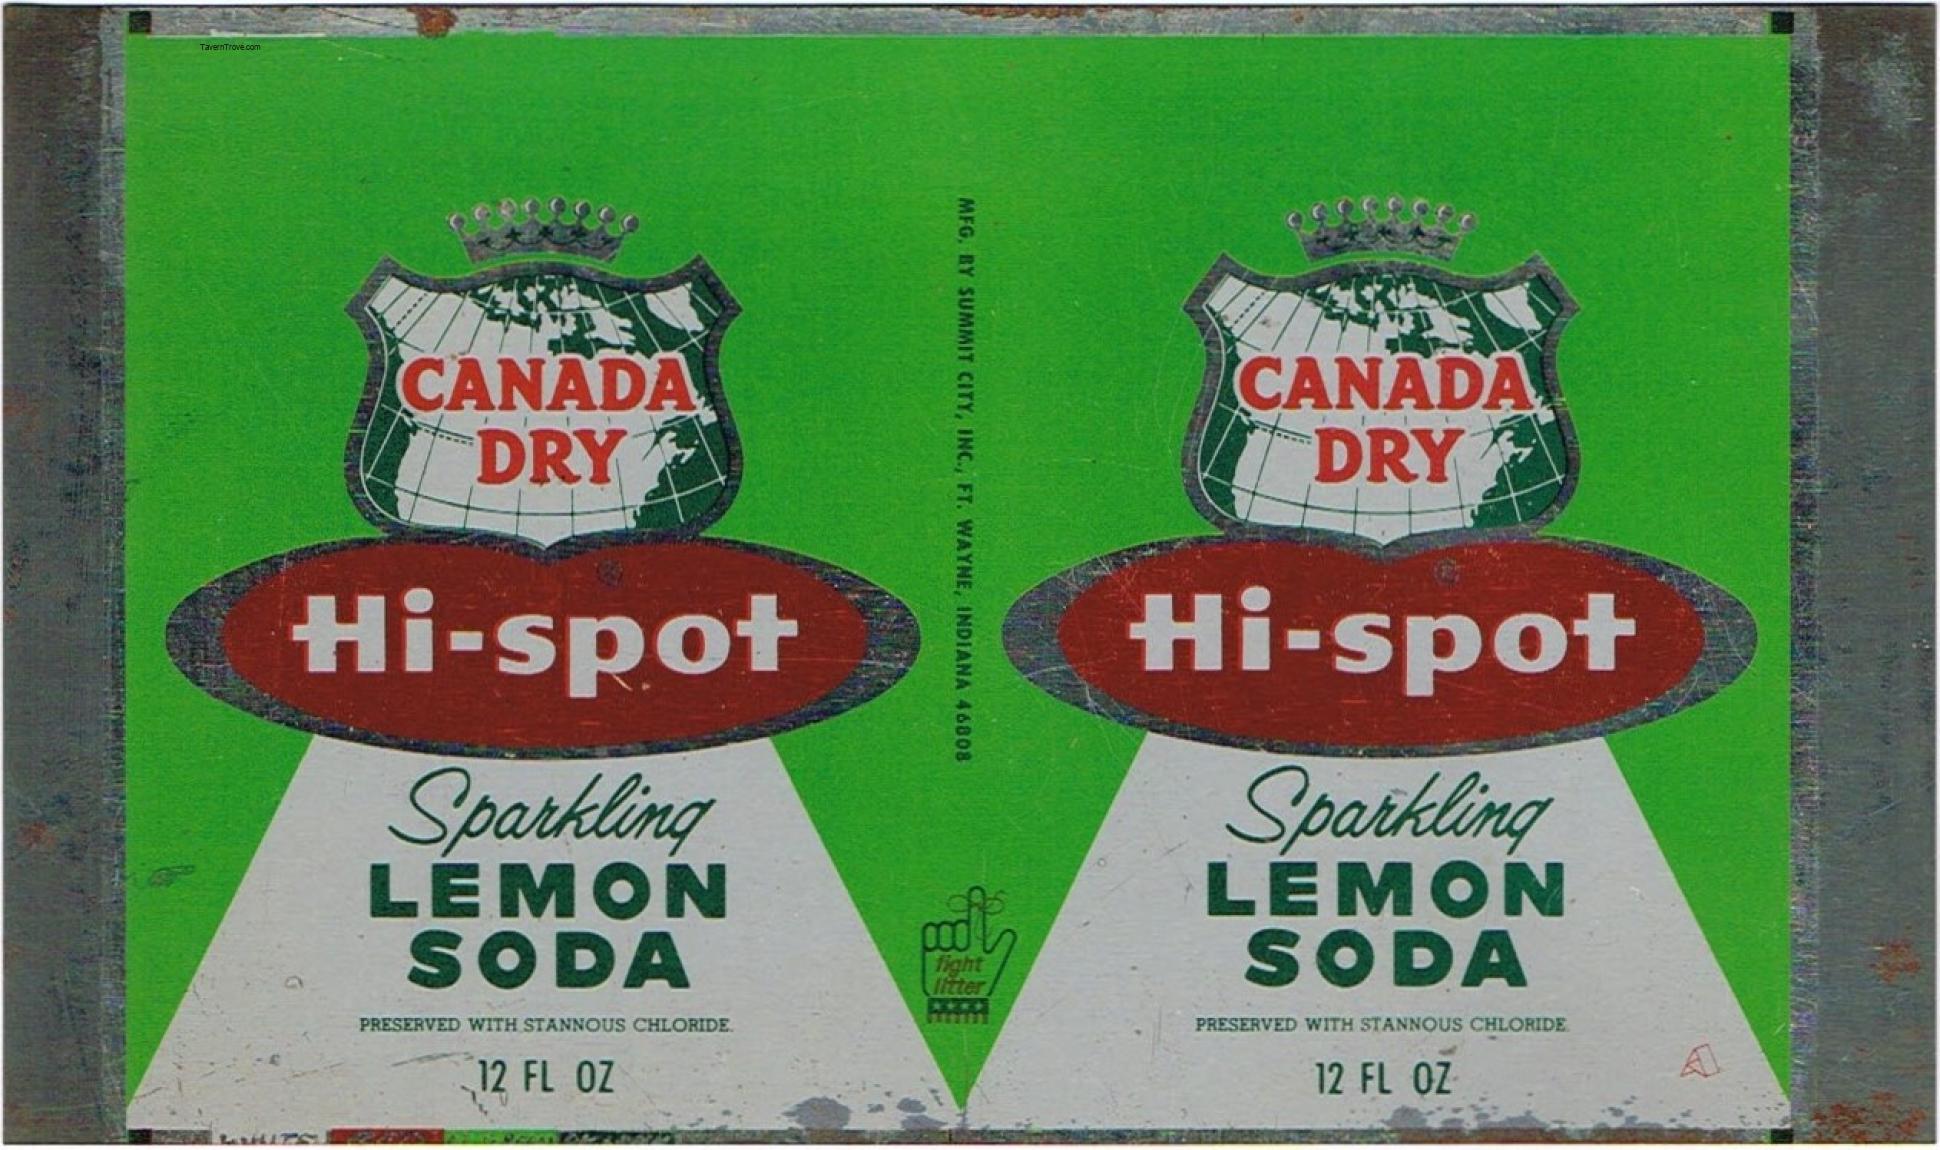 TavernTrove.com
CANADA
DRY
Hi-spot
Sparkling
LEMON
SODA
PRESERVED WITH STANNOUS CHLORIDE.
12 FL OZ
MFG. BY SUMMIT CITY, INC., FT. WAYNE, INDIANA 46808
fight
litter
CANADA
DRY
Hi-spot
Sparkling
LEMON
SODA
PRESERVED WITH STANNOUS CHLORIDE.
12 FL OZ